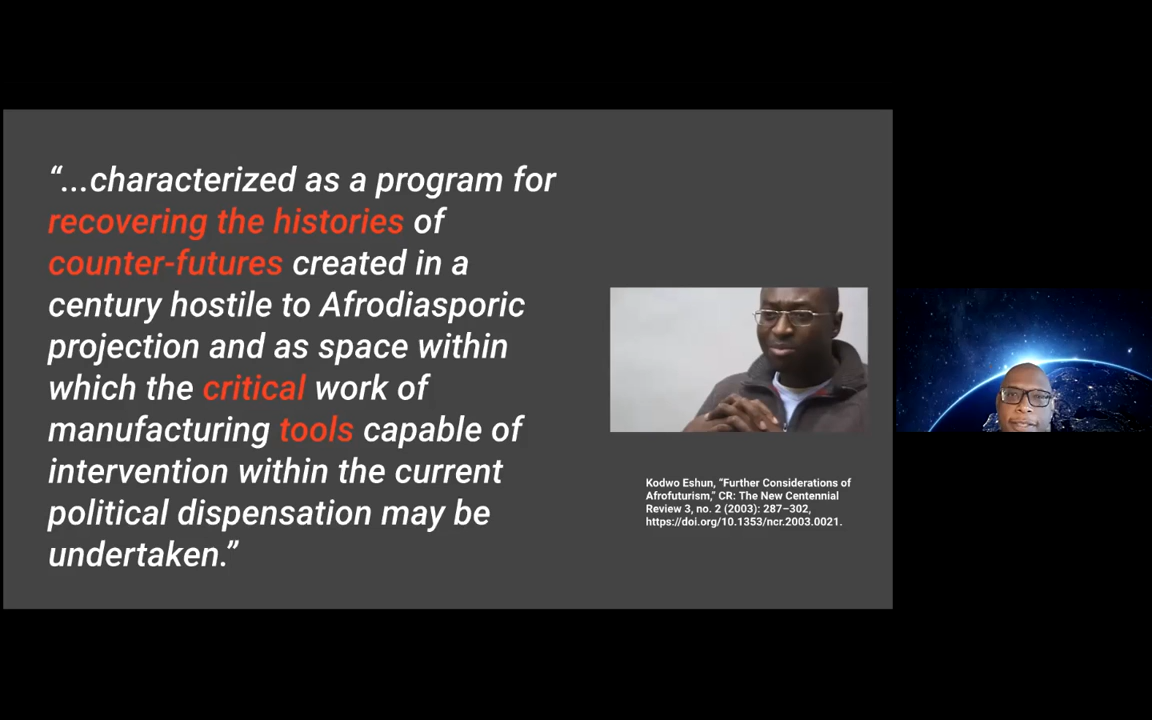 “...characterized as a program for
recovering the histories of
counter-futures created in a
century hostile to Afrodiasporic
projection and as space within
which the critical work of
manufacturing tools capable of
intervention within the current
political dispensation may be
undertaken.”
Kodwo Eshun, “Further Considerations of
Afrofuturism,” CR: The New Centennial
Review 3, no. 2 (2003): 287–302,
https://doi.org/10.1353/ncr.2003.0021.